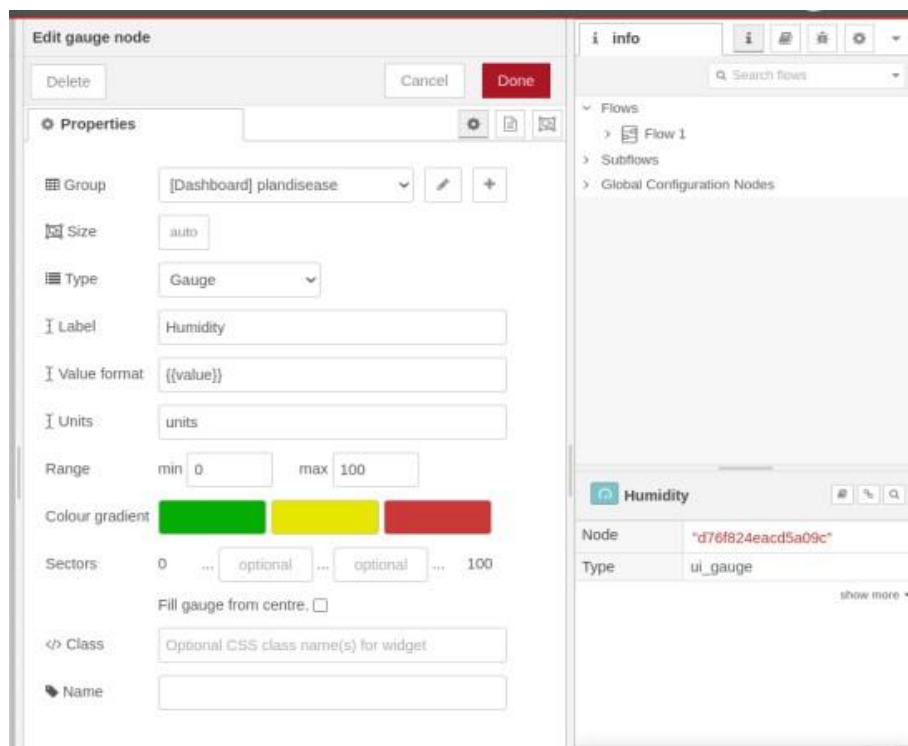 Edit gauge node
Delete
Cancel
Done
Properties
Group
[Dashboard] plandisease
Size
auto
Type
Gauge
Label
Humidity
Value format
{{value}}
Units
units
Range
min 0
max 100
Colour gradient
Sectors
0 ... optional ... optional ... 100
Fill gauge from centre.
</> Class
Optional CSS class name(s) for widget
Name
i info
i
Search flows
Flows
Flow 1
Subflows
Global Configuration Nodes
Humidity
Node
"d76f824eacd5a09c"
Type
ui_gauge
show more